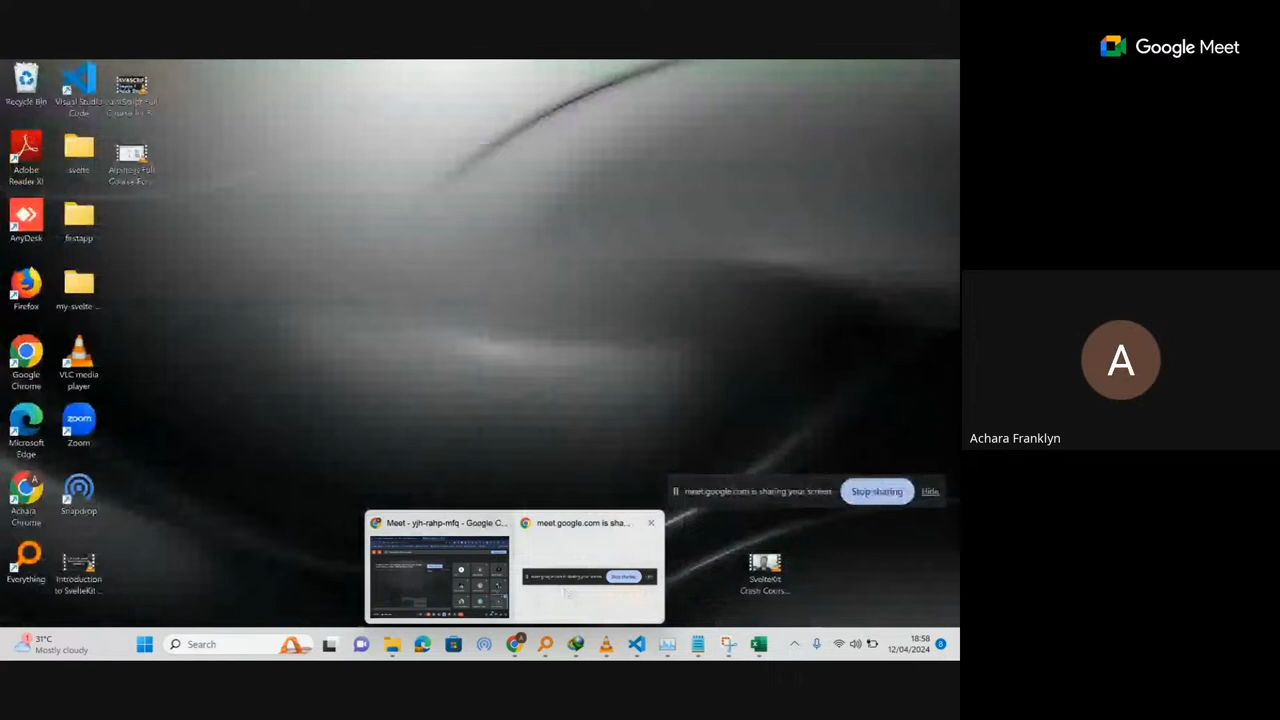 Google Meet
Recycle Bin
Visual Studio
Code
Adobe
Reader XI
svelte
AnyDesk
firstapp
Firefox
my-svelte ...
Google
Chrome
VLC media
player
Microsoft
Edge
Zoom
Achara
Chrome
Snapdrop
Everything
Introduction
to SvelteKit ...
SvelteKit
Crash Cours...
meet.google.com is sharing your screen
Stop sharing
Hide
Meet - yjh-rahp-mfq - Google C...
meet.google.com is sha...
A
Achara Franklyn
31°C
Mostly cloudy
Search
18:58
12/04/2024